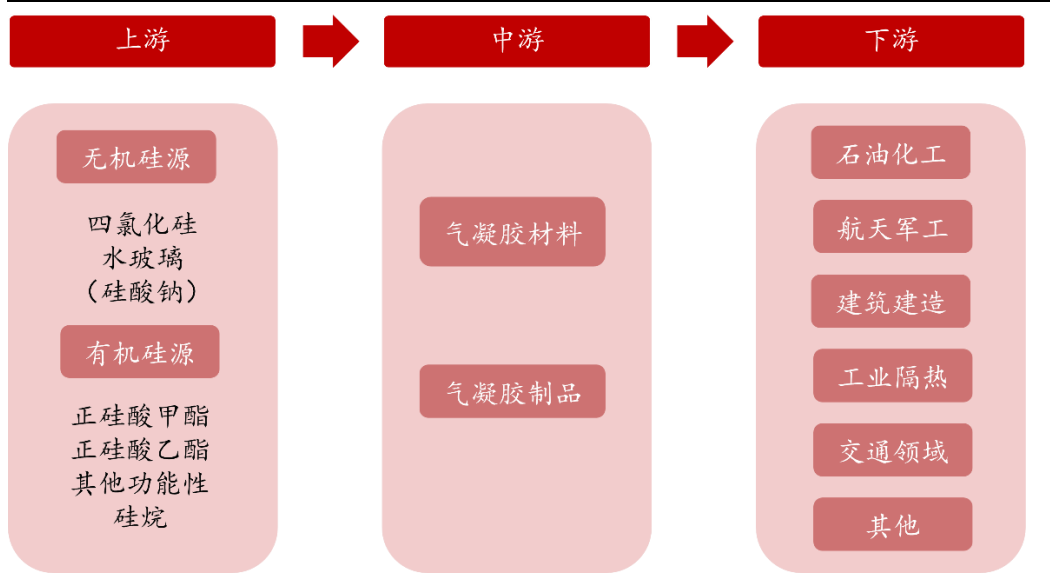 上游
中游
下游
无机硅源
四氯化硅
水玻璃
（硅酸钠）
有机硅源
正硅酸甲酯
正硅酸乙酯
其他功能性
硅烷
气凝胶材料
气凝胶制品
石油化工
航天军工
建筑建造
工业隔热
交通领域
其他